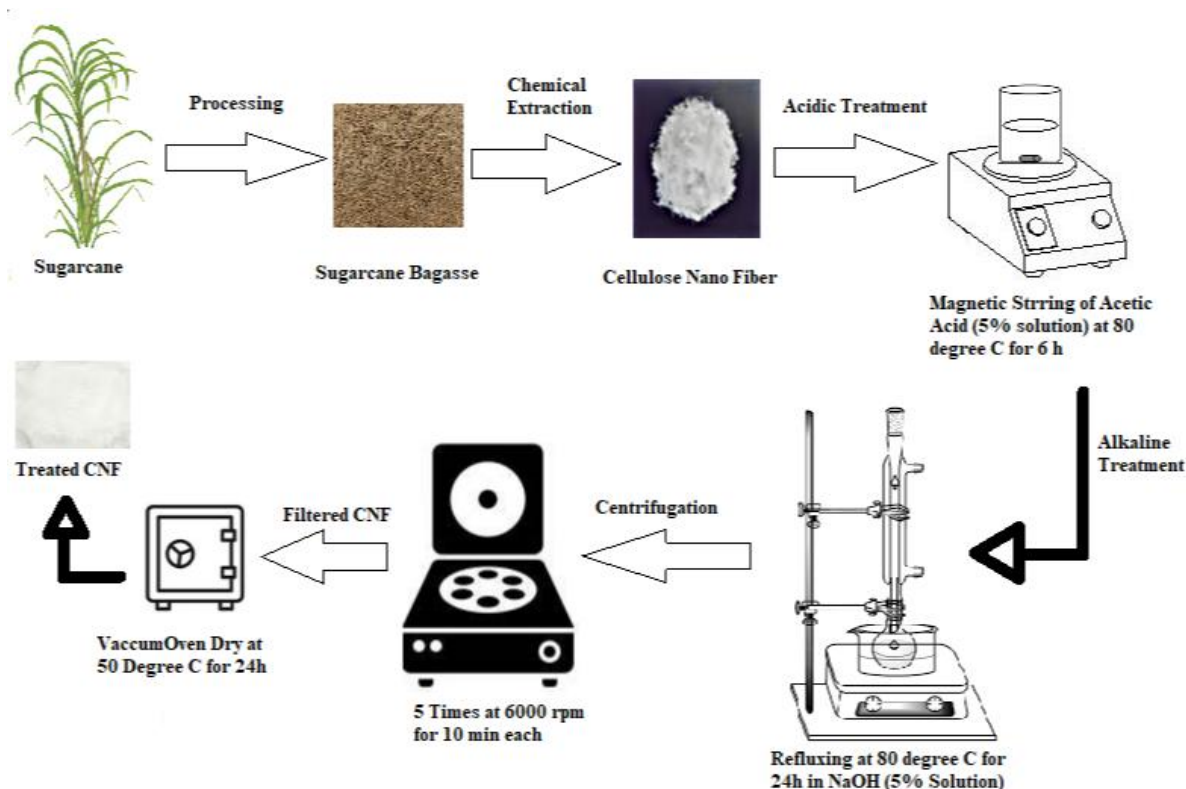 Processing
Sugarcane
Sugarcane Bagasse
Chemical
Extraction
Cellulose Nano Fiber
Acidic Treatment
Magnetic Strring of Acetic
Acid (5% solution) at 80
degree C for 6 h
Alkaline
Treatment
Refluxing at 80 degree C for
24h in NaOH (5% Solution)
Centrifugation
5 Times at 6000 rpm
for 10 min each
Filtered CNF
VaccumOven Dry at
50 Degree C for 24h
Treated CNF